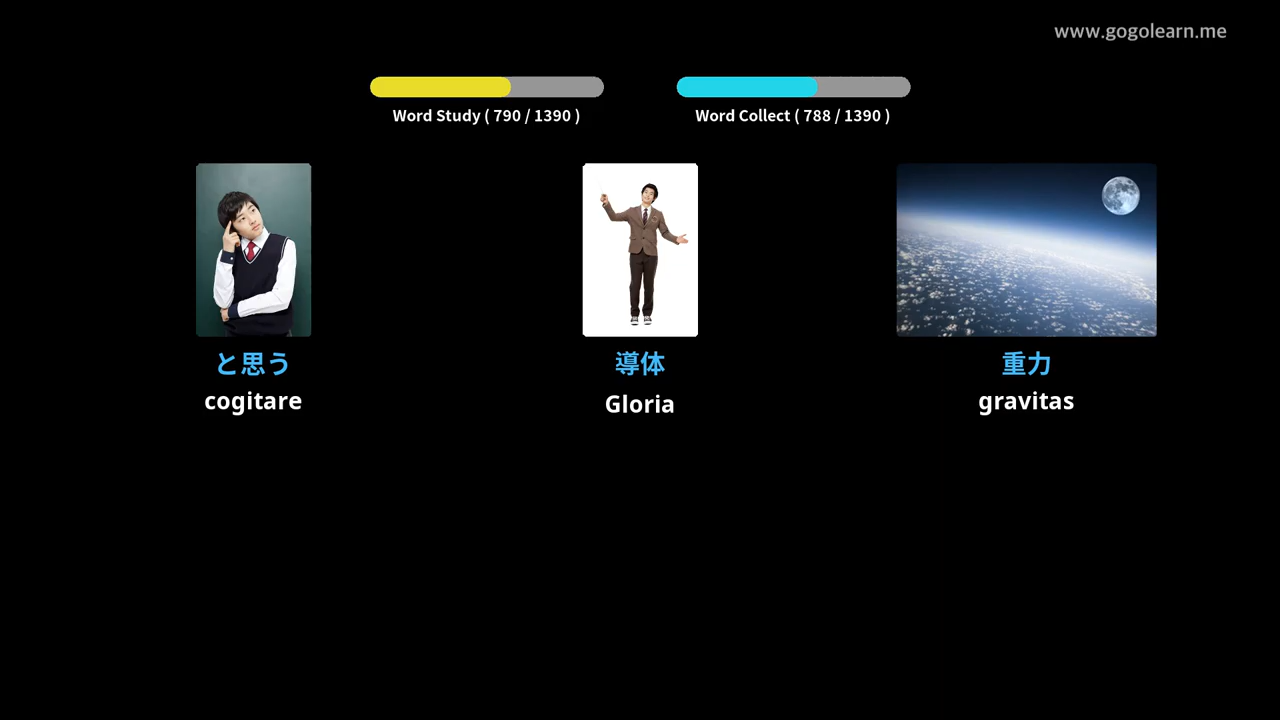 www.gogolearn.me
Word Study ( 790 / 1390 )
Word Collect ( 788 / 1390 )
と思う
cogitare
導体
Gloria
重力
gravitas